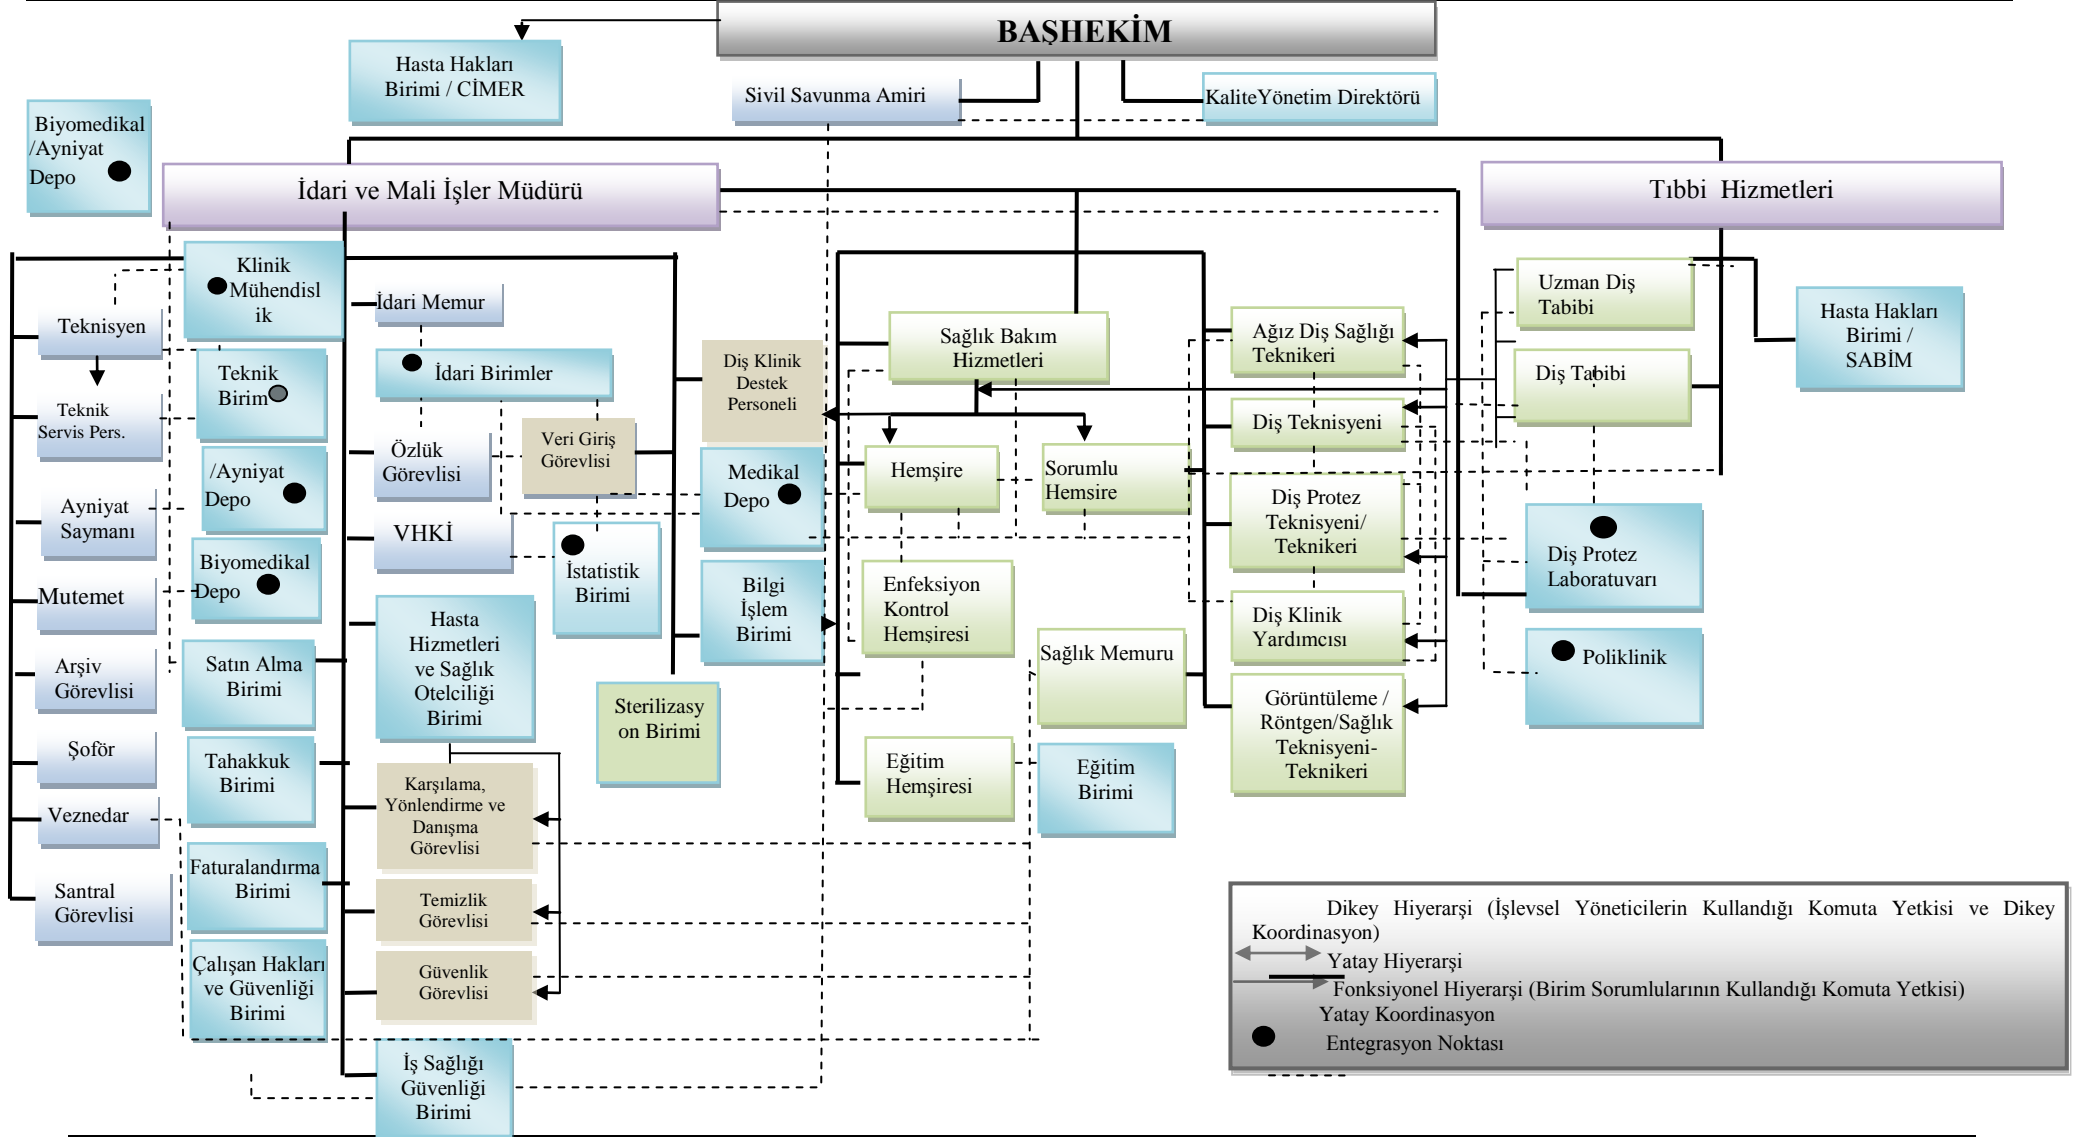 BAŞHEKİM
Hasta Hakları
Birimi / CİMER
Sivil Savunma Amiri
KaliteYönetim Direktörü
Biyomedikal
/Ayniyat
Depo
İdari ve Mali İşler Müdürü
Tıbbi Hizmetleri
Klinik
Mühendisl
ik
Teknisyen
Teknik
Birim
Teknik
Servis Pers.
/Ayniyat
Depo
Ayniyat
Saymanı
Biyomedikal
Depo
Mutemet
Arşiv
Görevlisi
Satın Alma
Birimi
Şoför
Tahakkuk
Birimi
Veznedar
Faturalandırma
Birimi
Santral
Görevlisi
Çalışan Hakları
ve Güvenliği
Birimi
İdari Memur
İdari Birimler
Özlük
Görevlisi
Veri Giriş
Görevlisi
VHKİ
İstatistik
Birimi
Hasta
Hizmetleri
ve Sağlık
Otelciliği
Birimi
Karşılama,
Yönlendirme ve
Danışma
Görevlisi
Temizlik
Görevlisi
Güvenlik
Görevlisi
İş Sağlığı
Güvenliği
Birimi
Diş Klinik
Destek
Personeli
Medikal
Depo
Bilgi
İşlem
Birimi
Sterilizasy
on Birimi
Sağlık Bakım
Hizmetleri
Hemşire
Sorumlu
Hemşire
Enfeksiyon
Kontrol
Hemşiresi
Sağlık Memuru
Eğitim
Hemşiresi
Eğitim
Birimi
Ağız Diş Sağlığı
Teknikeri
Diş Teknisyeni
Diş Protez
Teknisyeni/
Teknikeri
Diş Klinik
Yardımcısı
Görüntüleme /
Röntgen/Sağlık
Teknisyeni-
Teknikeri
Uzman Diş
Tabibi
Diş Tabibi
Hasta Hakları
Birimi /
SABİM
Diş Protez
Laboratuvarı
Poliklinik
Dikey Hiyerarşi (İşlevsel Yöneticilerin Kullandığı Komuta Yetkisi ve Dikey
Koordinasyon)
Yatay Hiyerarşi
Fonksiyonel Hiyerarşi (Birim Sorumlularının Kullandığı Komuta Yetkisi)
Yatay Koordinasyon
Entegrasyon Noktası